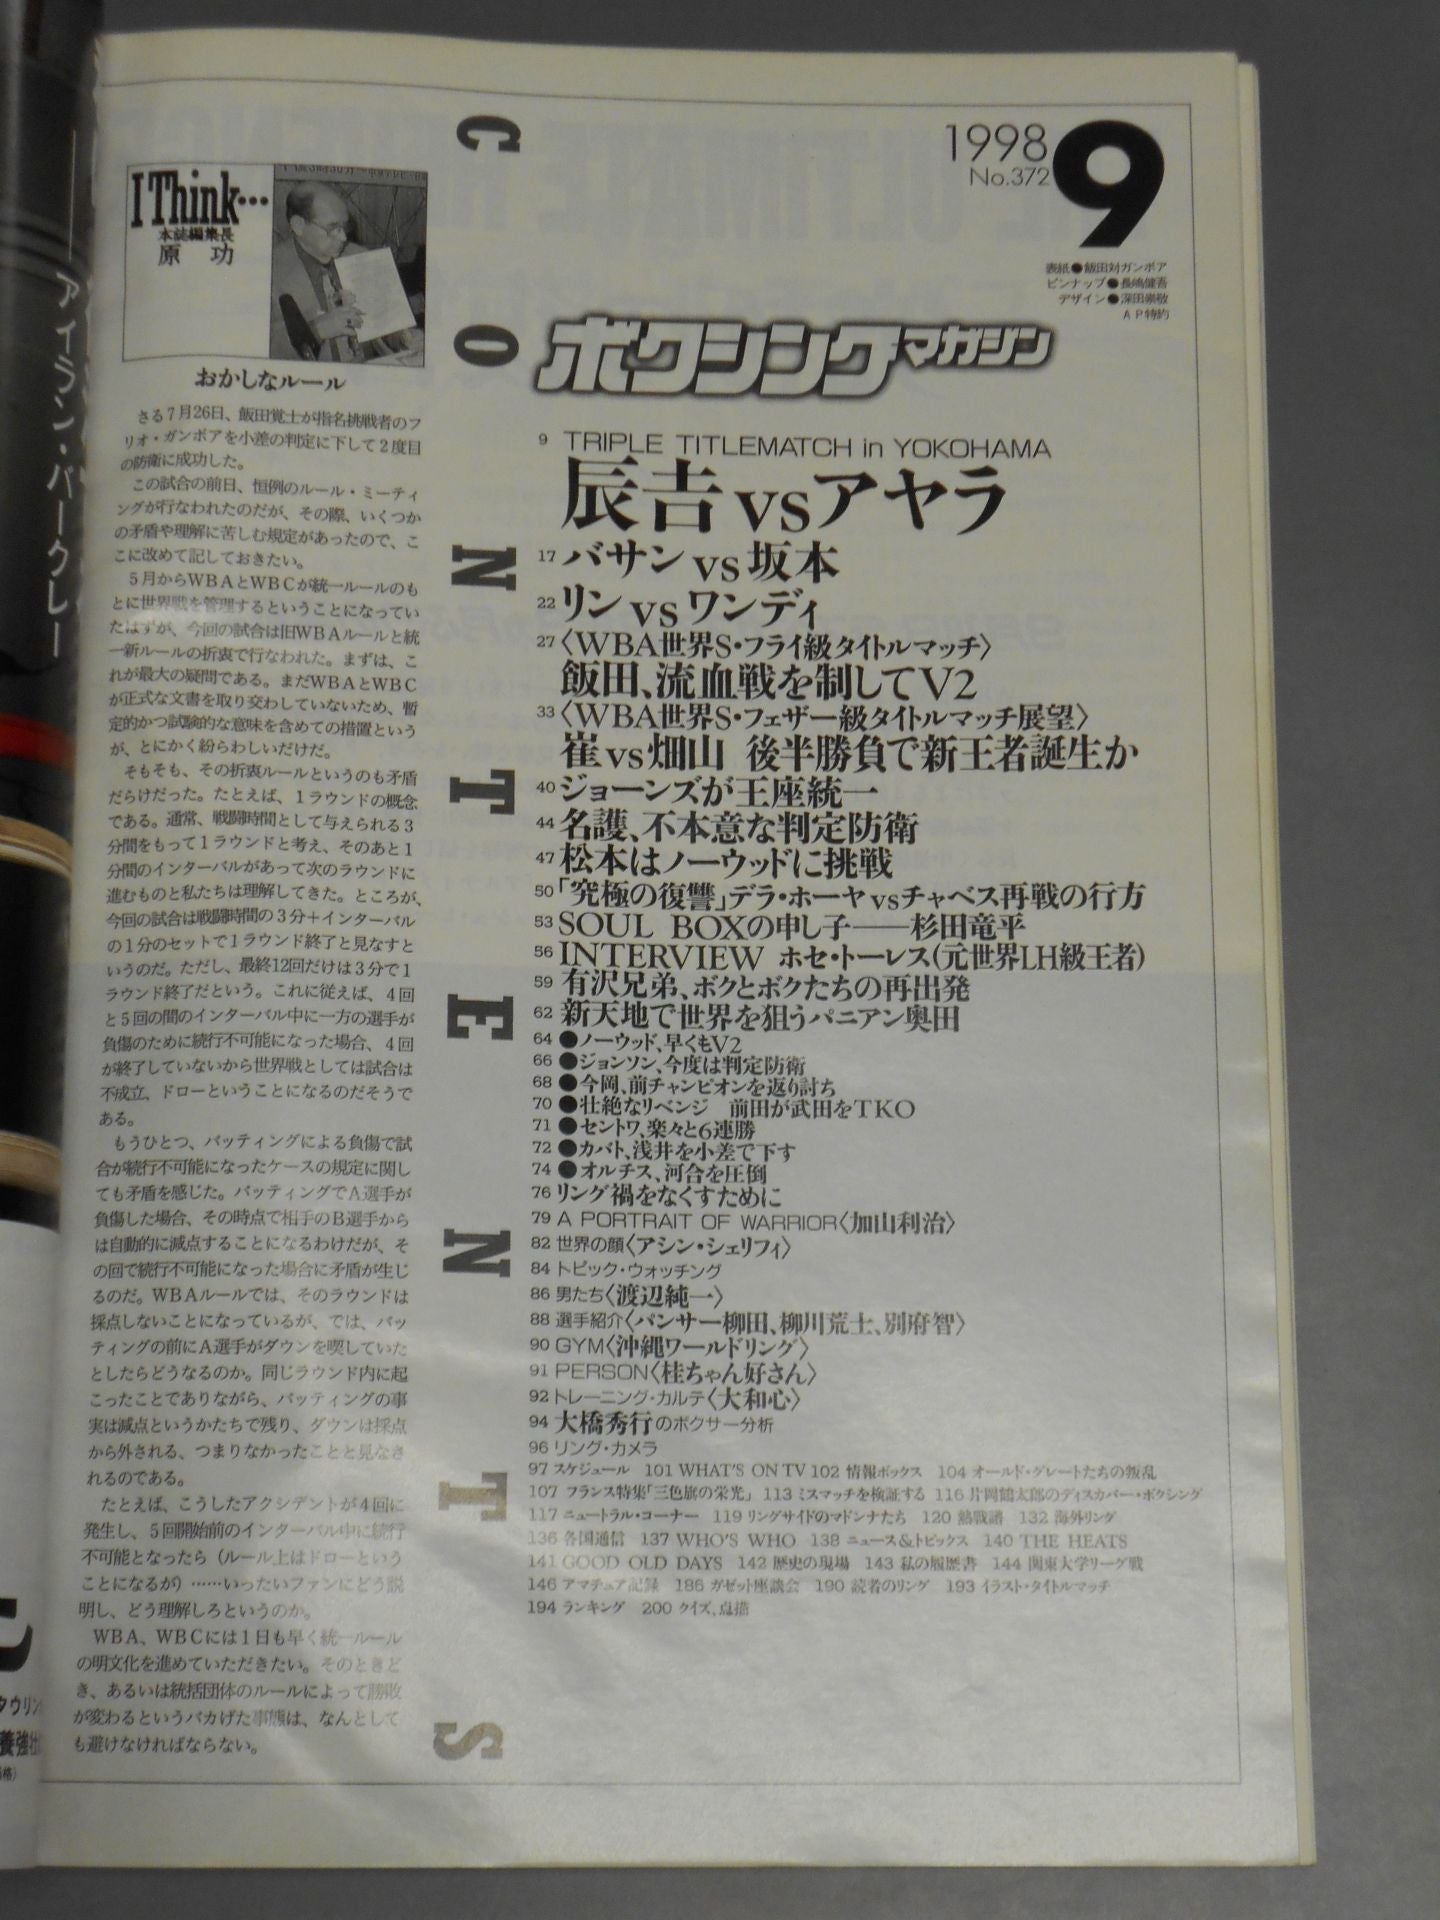 アイラン・バークレー
I Think…
本誌編集長
原　功
おかしなルール
さる7月26日、飯田覚士が指名挑戦者のフ
リオ・ガンボアを小差の判定に下して2度目
の防衛に成功した。
この試合の前日、恒例のルール・ミーティ
ングが行なわれたのだが、その際、いくつか
の矛盾や理解に苦しむ規定があったので、こ
こに改めて記しておきたい。
5月からWBAとWBCが統一ルールのも
とに世界戦を管理するということになってい
たはずが、今回の試合は旧WBAルールと統
一新ルールの折衷で行なわれた。まずは、こ
れが最大の疑問である。まだWBAとWBC
が正式な文書を取り交わしていないため、暫
定的かつ試験的な意味を含めての措置という
が、とにかく紛らわしいだけだ。
そもそも、その折衷ルールというのも矛盾
だらけだった。たとえば、1ラウンドの概念
である。通常、戦闘時間として与えられる3
分間をもって1ラウンドと考え、そのあと1
分間のインターバルがあって次のラウンドに
進むものと私たちは理解してきた。ところが、
今回の試合は戦闘時間の3分+インターバル
の1分のセットで1ラウンド終了と見なすと
いうのだ。ただし、最終12回だけは3分で1
ラウンド終了だという。これに従えば、4回
と5回の間のインターバル中に一方の選手が
負傷のために続行不可能になった場合、4回
が終了していないから世界戦としては試合は
不成立、ドローということになるのだそうで
ある。
もうひとつ、バッティングによる負傷で試
合が続行不可能になったケースの規定に関し
ても矛盾を感じた。バッティングでA選手が
負傷した場合、その時点で相手のB選手から
は自動的に減点することになるわけだが、そ
の回で続行不可能になった場合に矛盾が生じ
るのだ。WBAルールでは、そのラウンドは
採点しないことになっているが、では、バッ
ティングの前にA選手がダウンを喫していた
としたらどうなるのか。同じラウンド内に起
こったことでありながら、バッティングの事
実は減点というかたちで残り、ダウンは採点
から外される、つまりなかったことと見なさ
れるのである。
たとえば、こうしたアクシデントが4回に
発生し、5回開始前のインターバル中に続行
不可能となったら（ルール上はドローという
ことになるが）……いったいファンにどう説
明し、どう理解しろというのか。
WBA、WBCには1日も早く統一ルール
の明文化を進めていただきたい。そのときど
き、あるいは統括団体のルールによって勝敗
が変わるというバカげた事態は、なんとして
も避けなければならない。
CONTENTS
1998 9
No.372
表紙●飯田対ガンボア
ピンナップ●長嶋健吾
デザイン●深田崇敬
AP特約
ボクシングマガジン
9 TRIPLE TITLEMATCH in YOKOHAMA
辰吉vsアヤラ
17 バサンvs坂本
22 リンvsワンディ
27〈WBA世界S・フライ級タイトルマッチ〉
飯田、流血戦を制してV2
33〈WBA世界S・フェザー級タイトルマッチ展望〉
崔vs畑山 後半勝負で新王者誕生か
40 ジョーンズが王座統一
44 名護、不本意な判定防衛
47 松本はノーウッドに挑戦
50「究極の復讐」デラ・ホーヤvsチャベス再戦の行方
53 SOUL BOXの申し子――杉田竜平
56 INTERVIEW ホセ・トーレス(元世界LH級王者)
59 有沢兄弟、ボクとボクたちの再出発
62 新天地で世界を狙うパニアン奥田
64 ●ノーウッド、早くもV2
66 ●ジョンソン、今度は判定防衛
68 ●今岡、前チャンピオンを返り討ち
70 ●壮絶なリベンジ 前田が武田をTKO
71 ●セントワ、楽々と6連勝
72 ●カバト、浅井を小差で下す
74 ●オルチス、河合を圧倒
76 リング禍をなくすために
79 A PORTRAIT OF WARRIOR〈加山利治〉
82 世界の顔〈アシン・シェリフィ〉
84 トピック・ウォッチング
86 男たち〈渡辺純一〉
88 選手紹介〈パンサー柳田、柳川荒士、別府智〉
90 GYM〈沖縄ワールドリング〉
91 PERSON〈桂ちゃん好さん〉
92 トレーニング・カルテ〈大和心〉
94 大橋秀行のボクサー分析
96 リング・カメラ
97 スケジュール 101 WHAT'S ON TV 102 情報ボックス 104 オールド・グレートたちの叛乱
107 フランス特集「三色旗の栄光」 113 ミスマッチを検証する 116 片岡鶴太郎のディスカバー・ボクシング
117 ニュートラル・コーナー 119 リングサイドのマドンナたち 120 熱戦譜 132 海外リング
136 各国通信 137 WHO'S WHO 138 ニュース&トピックス 140 THE HEATS
141 GOOD OLD DAYS 142 歴史の現場 143 私の履歴書 144 関東大学リーグ戦
146 アマチュア記録 186 ガゼット座談会 190 読者のリング 193 イラスト・タイトルマッチ
194 ランキング 200 クイズ、点描
タウリン
養強壮